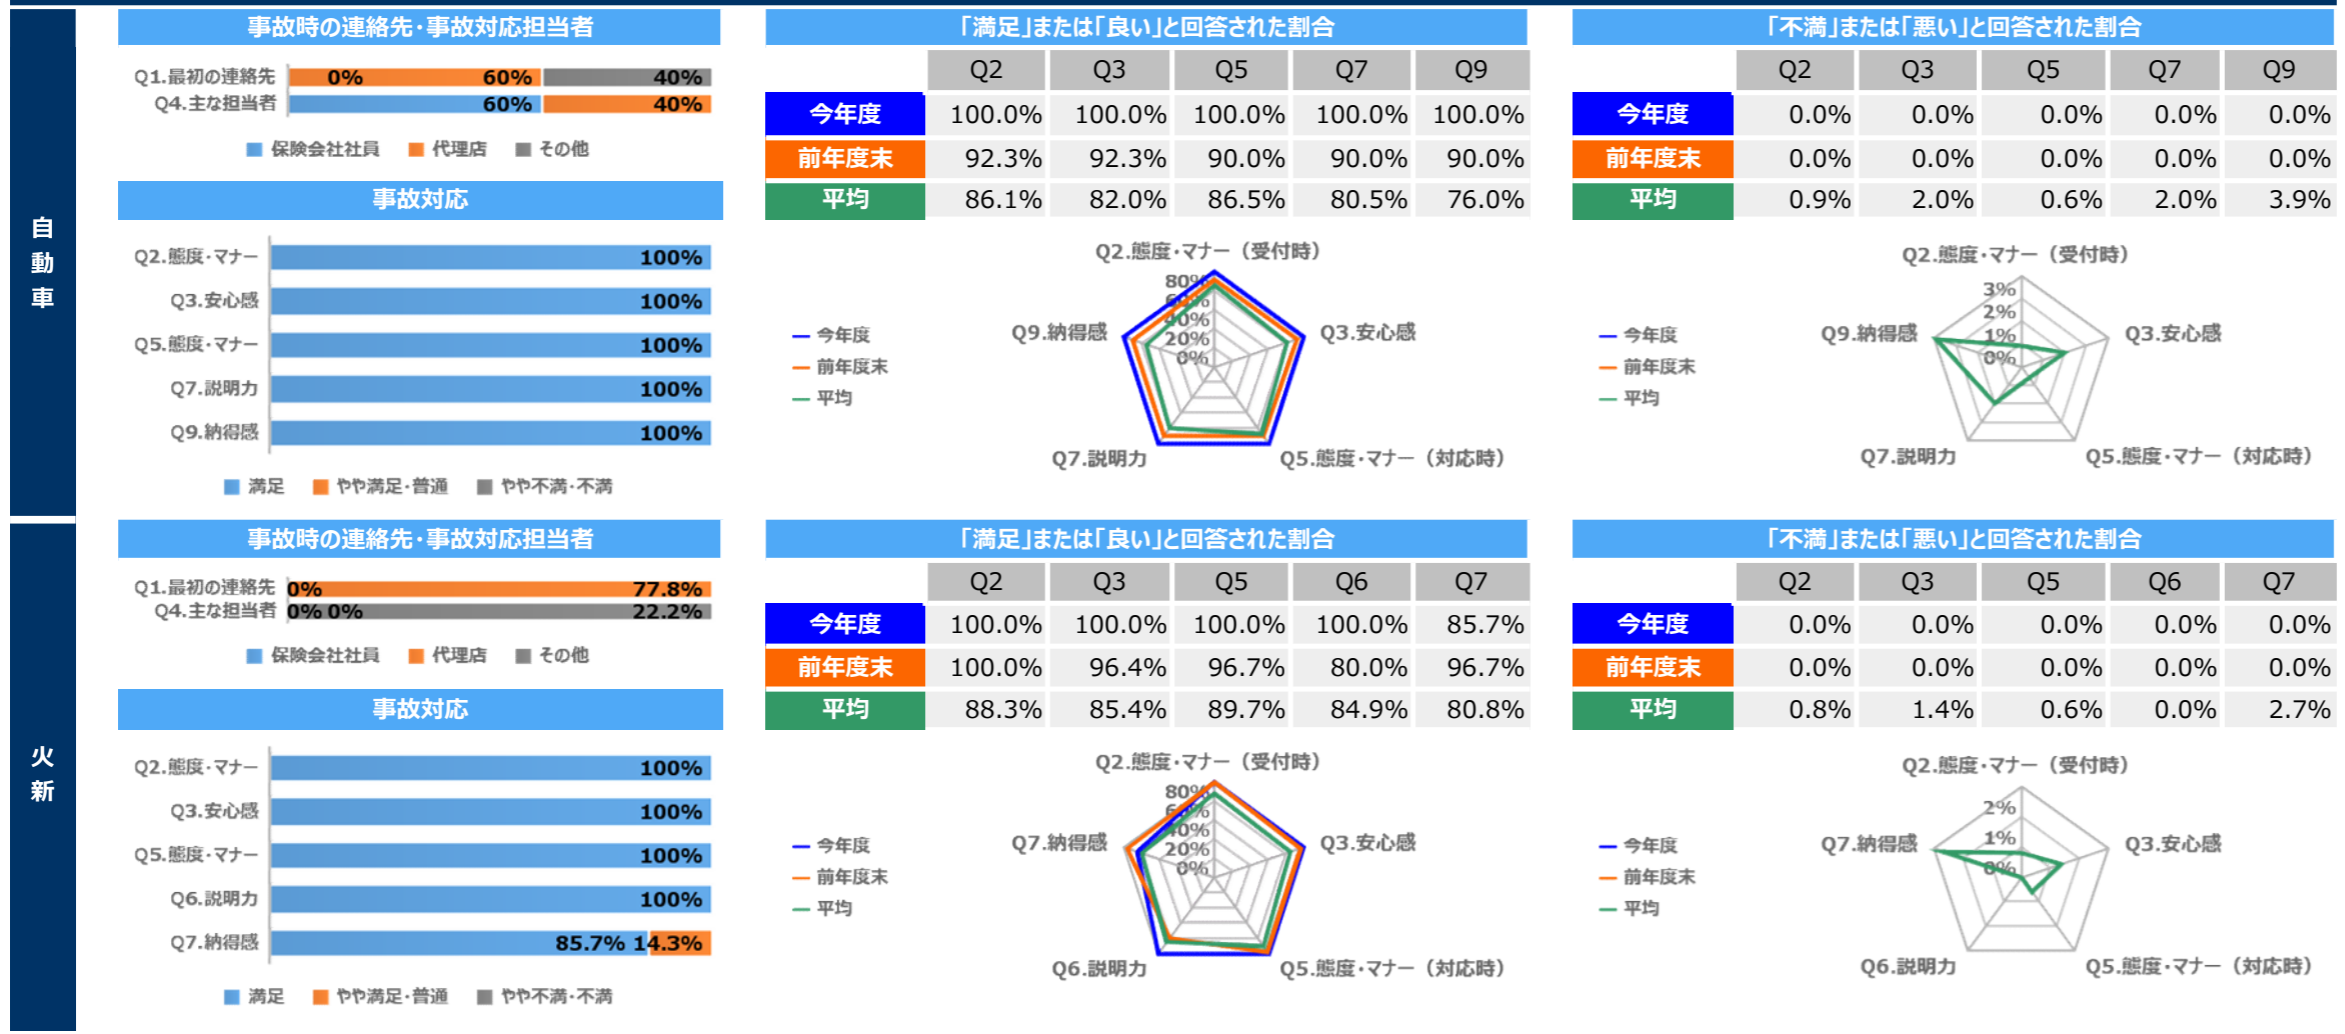 自動車
事故時の連絡先・事故対応担当者
Q1.最初の連絡先 0% 60% 40%
Q4.主な担当者 60% 40%
保険会社社員 代理店 その他
事故対応
Q2.態度・マナー 100%
Q3.安心感 100%
Q5.態度・マナー 100%
Q7.説明力 100%
Q9.納得感 100%
満足 やや満足・普通 やや不満・不満
「満足」または「良い」と回答された割合
Q2 Q3 Q5 Q7 Q9
今年度 100.0% 100.0% 100.0% 100.0% 100.0%
前年度末 92.3% 92.3% 90.0% 90.0% 90.0%
平均 86.1% 82.0% 86.5% 80.5% 76.0%
Q2.態度・マナー（受付時）
80%
60%
40%
20%
0%
Q9.納得感
Q3.安心感
今年度
前年度末
平均
Q7.説明力
Q5.態度・マナー（対応時）
「不満」または「悪い」と回答された割合
Q2 Q3 Q5 Q7 Q9
今年度 0.0% 0.0% 0.0% 0.0% 0.0%
前年度末 0.0% 0.0% 0.0% 0.0% 0.0%
平均 0.9% 2.0% 0.6% 2.0% 3.9%
Q2.態度・マナー（受付時）
3%
2%
1%
0%
Q9.納得感
Q3.安心感
今年度
前年度末
平均
Q7.説明力
Q5.態度・マナー（対応時）
火新
事故時の連絡先・事故対応担当者
Q1.最初の連絡先 0% 77.8%
Q4.主な担当者 0% 0% 22.2%
保険会社社員 代理店 その他
事故対応
Q2.態度・マナー 100%
Q3.安心感 100%
Q5.態度・マナー 100%
Q6.説明力 100%
Q7.納得感 85.7% 14.3%
満足 やや満足・普通 やや不満・不満
「満足」または「良い」と回答された割合
Q2 Q3 Q5 Q6 Q7
今年度 100.0% 100.0% 100.0% 100.0% 85.7%
前年度末 100.0% 96.4% 96.7% 80.0% 96.7%
平均 88.3% 85.4% 89.7% 84.9% 80.8%
Q2.態度・マナー（受付時）
80%
60%
40%
20%
0%
Q7.納得感
Q3.安心感
今年度
前年度末
平均
Q6.説明力
Q5.態度・マナー（対応時）
「不満」または「悪い」と回答された割合
Q2 Q3 Q5 Q6 Q7
今年度 0.0% 0.0% 0.0% 0.0% 0.0%
前年度末 0.0% 0.0% 0.0% 0.0% 0.0%
平均 0.8% 1.4% 0.6% 0.0% 2.7%
Q2.態度・マナー（受付時）
2%
1%
0%
Q7.納得感
Q3.安心感
今年度
前年度末
平均
Q6.説明力
Q5.態度・マナー（対応時）